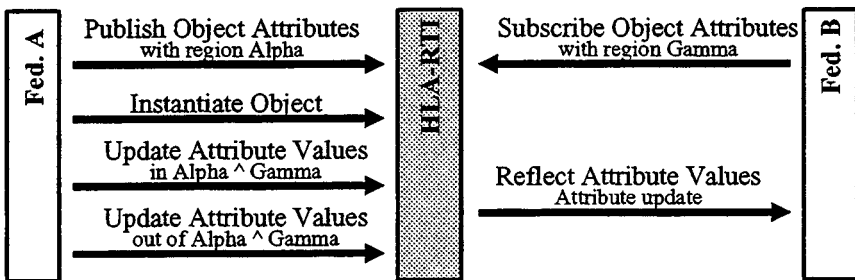 Fed. A
Publish Object Attributes
with region Alpha
Instantiate Object
Update Attribute Values
in Alpha ^ Gamma
Update Attribute Values
out of Alpha ^ Gamma
HLA-RTI
Subscribe Object Attributes
with region Gamma
Reflect Attribute Values
Attribute update
Fed. B